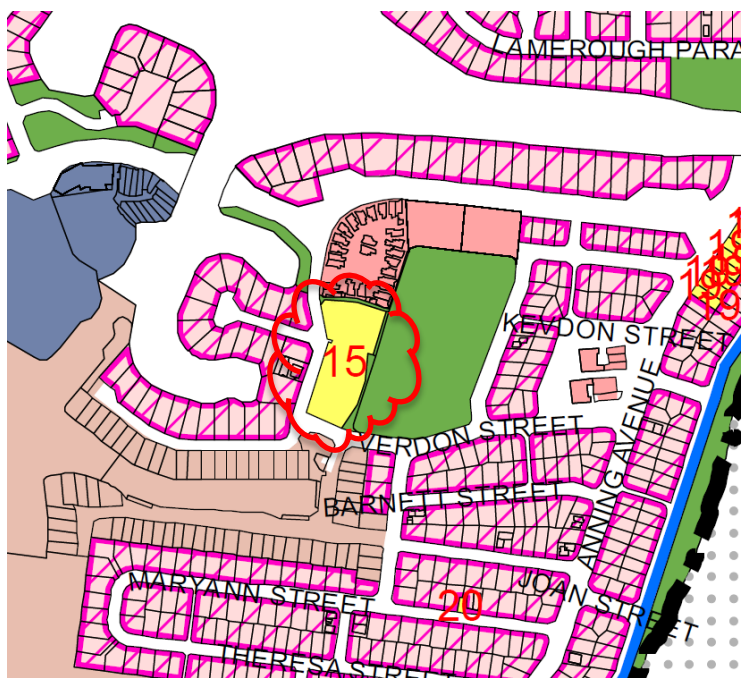 LAMEROUGH PARA
KEVDON STREET
15
ANNING AVENUE
VERDON STREET
BARNETT STREET
MARYANN STREET
20
JOAN STREET
THERESA STREET